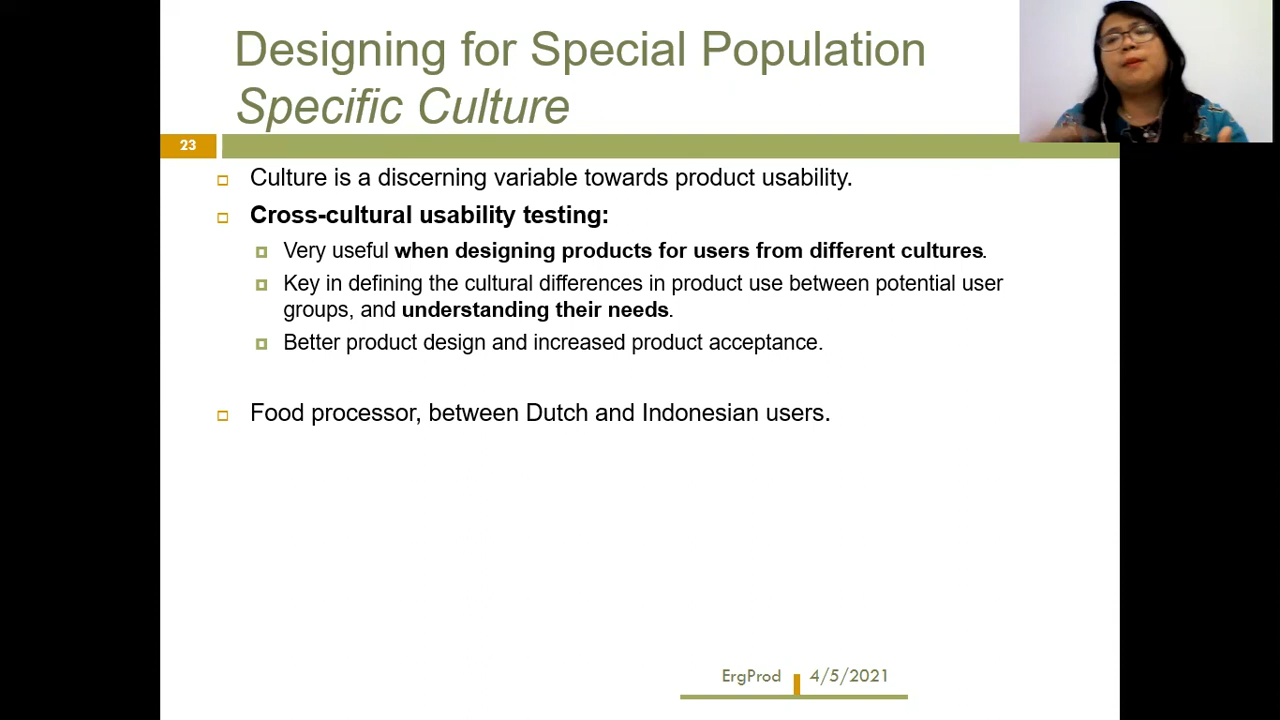 Designing for Special Population
Specific Culture
23
Culture is a discerning variable towards product usability.
Cross-cultural usability testing:
Very useful when designing products for users from different cultures.
Key in defining the cultural differences in product use between potential user
groups, and understanding their needs.
Better product design and increased product acceptance.
Food processor, between Dutch and Indonesian users.
ErgProd 4/5/2021